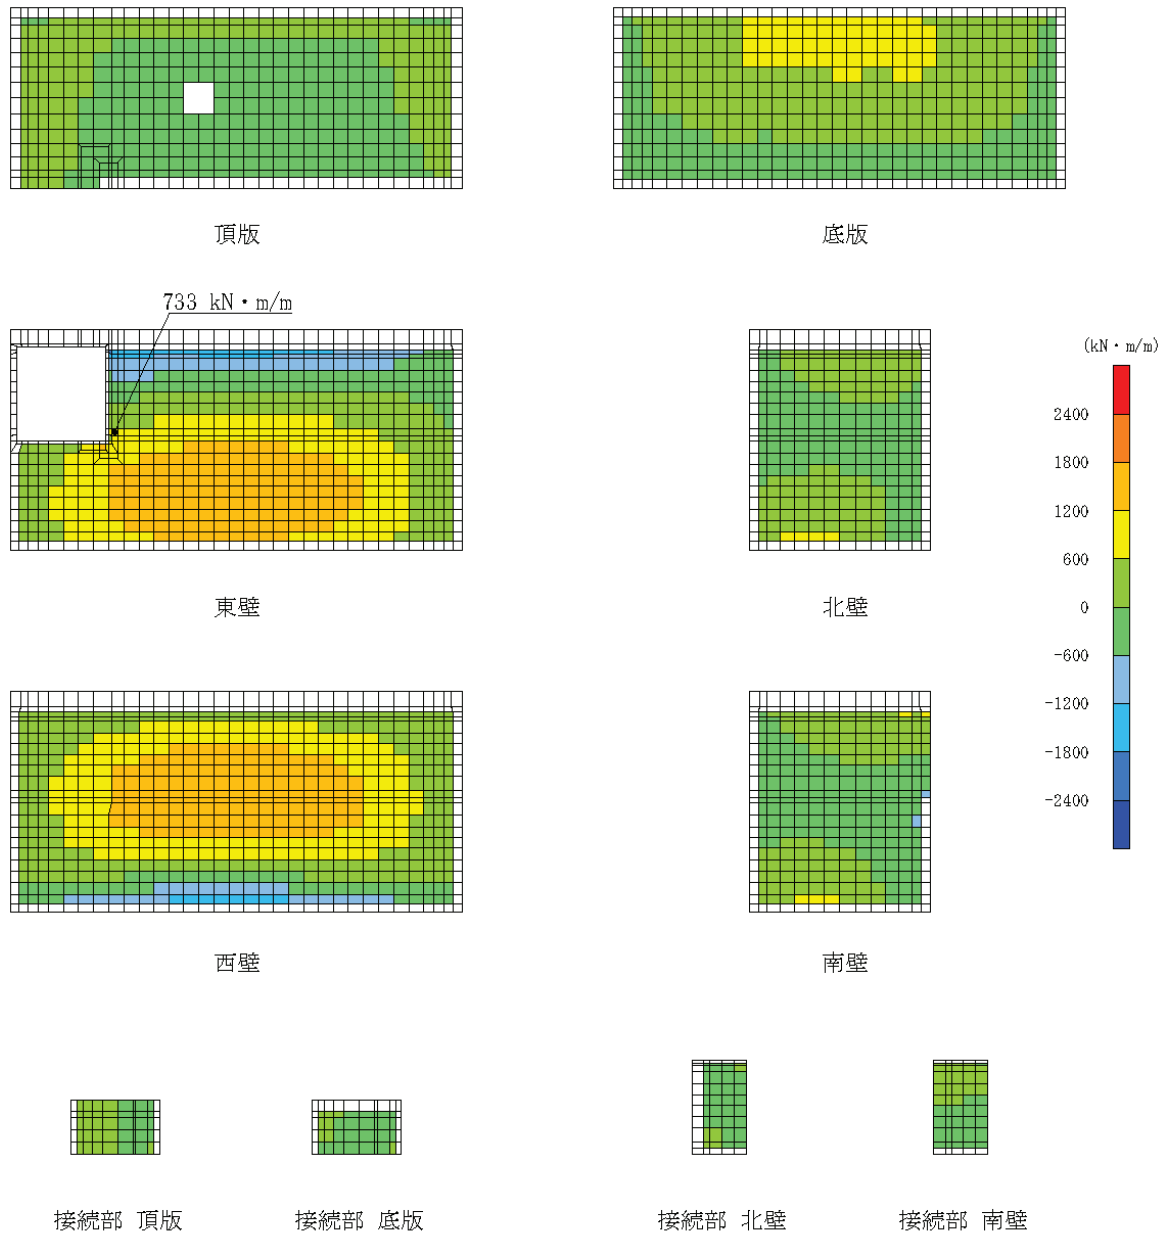 頂版
底版
733 kN・m/m
東壁
北壁
(kN・m/m)
2400
1800
1200
600
0
-600
-1200
-1800
-2400
西壁
南壁
接続部 頂版
接続部 底版
接続部 北壁
接続部 南壁